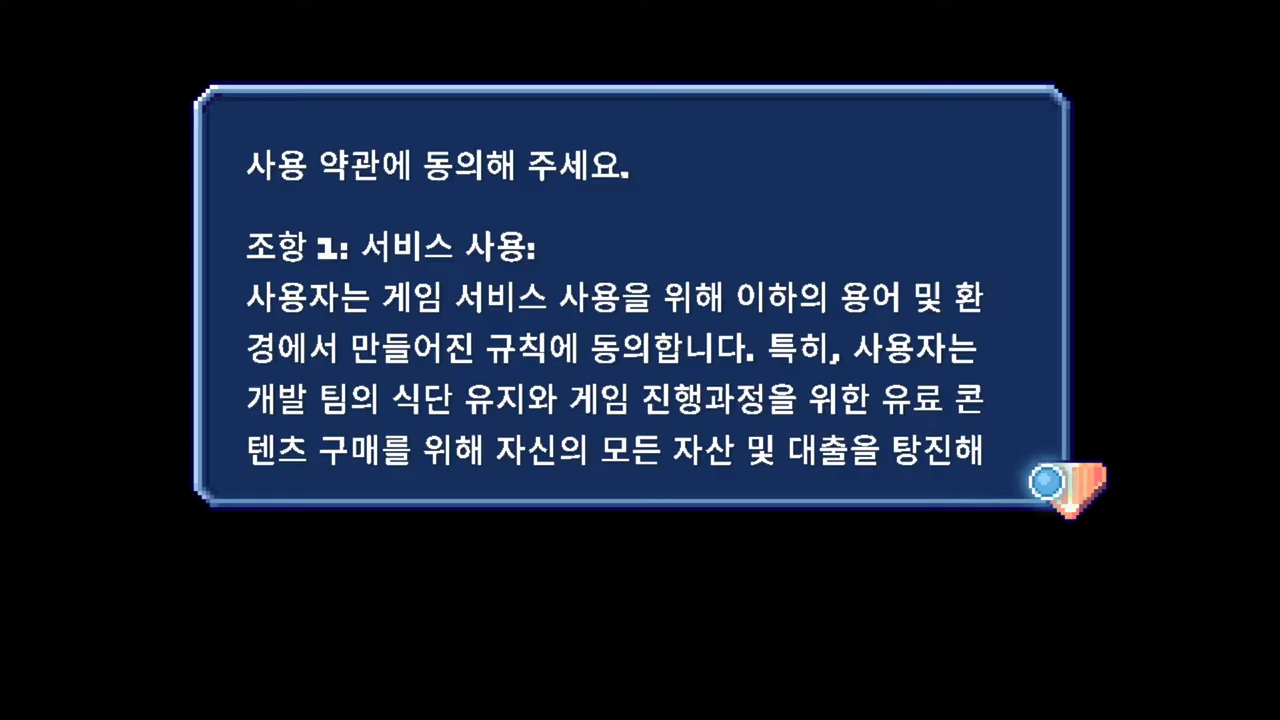 사용 약관에 동의해 주세요.
조항 1: 서비스 사용:
사용자는 게임 서비스 사용을 위해 이하의 용어 및 환
경에서 만들어진 규칙에 동의합니다. 특히, 사용자는
개발 팀의 식단 유지와 게임 진행과정을 위한 유료 콘
텐츠 구매를 위해 자신의 모든 자산 및 대출을 탕진해